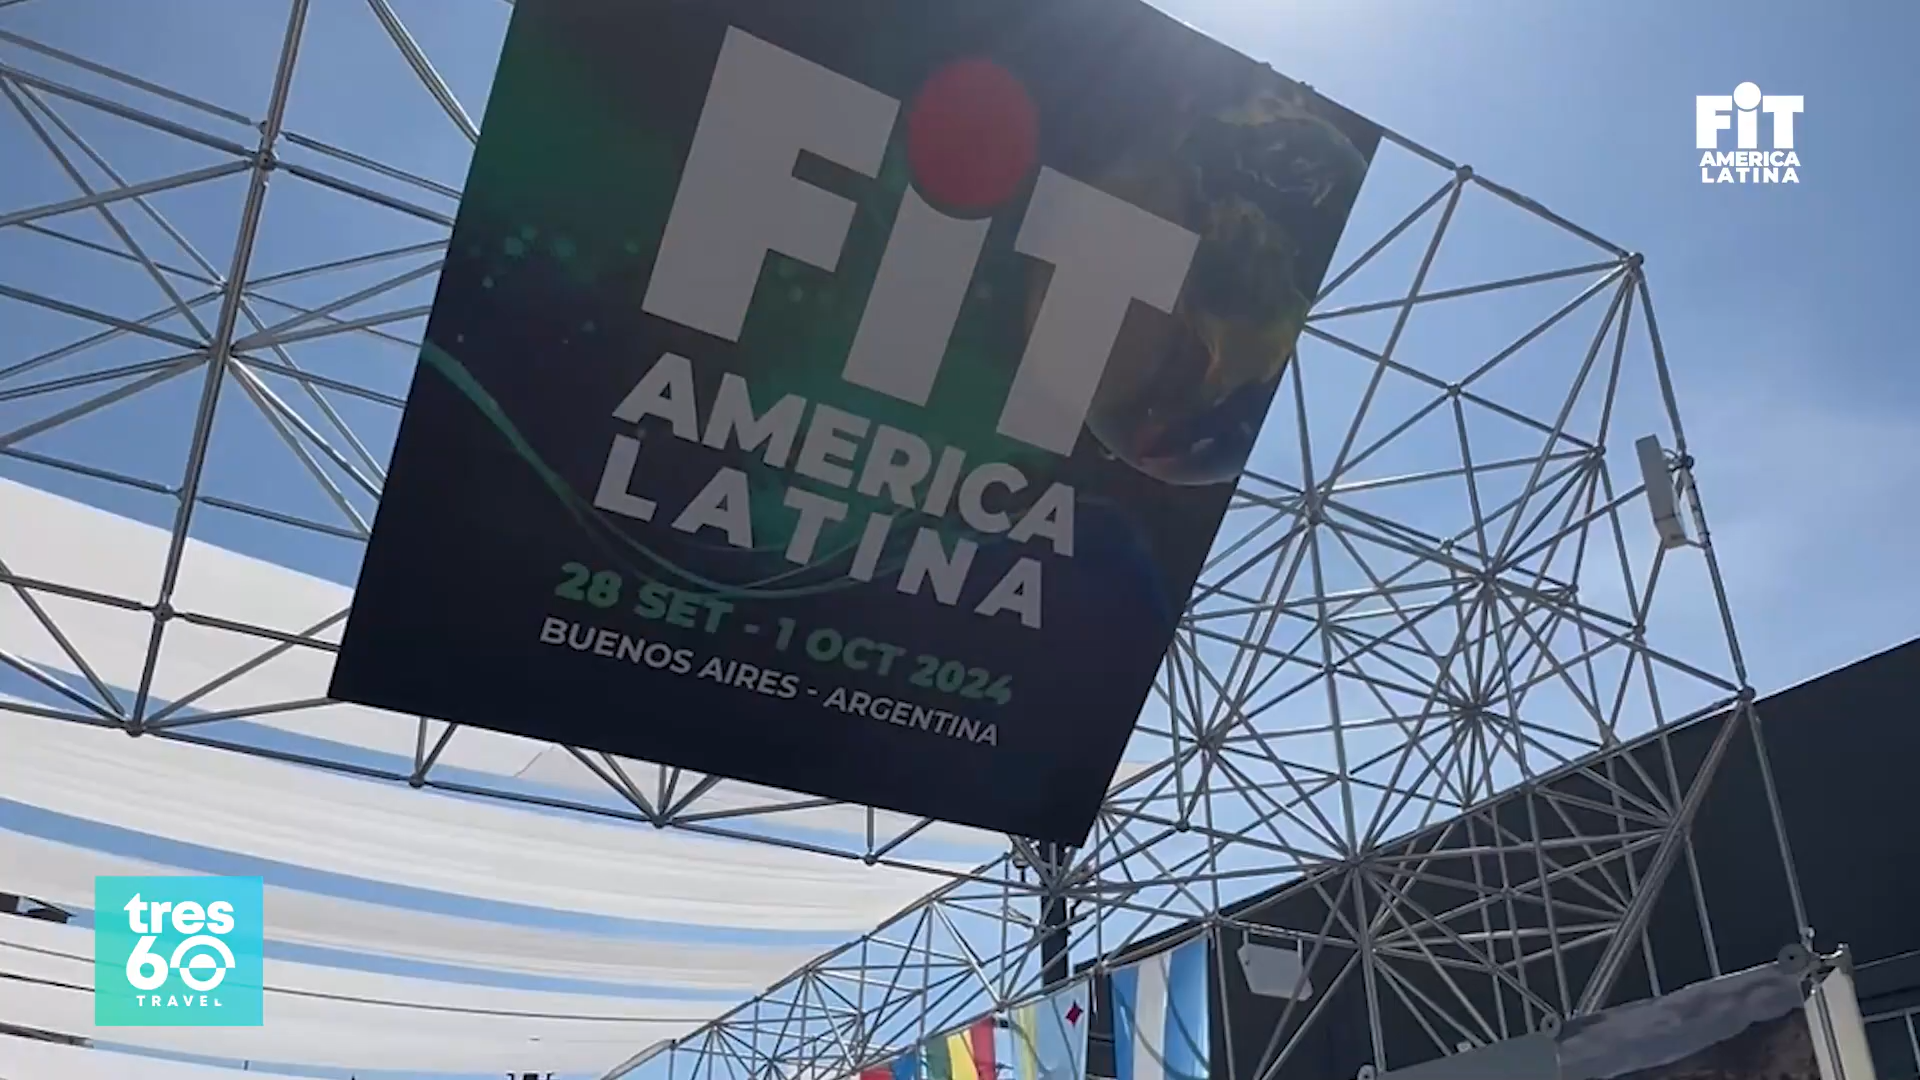 FiT
AMERICA
LATINA
28 SET - 1 OCT 2024
BUENOS AIRES - ARGENTINA
FiT
AMERICA
LATINA
tres
60
TRAVEL